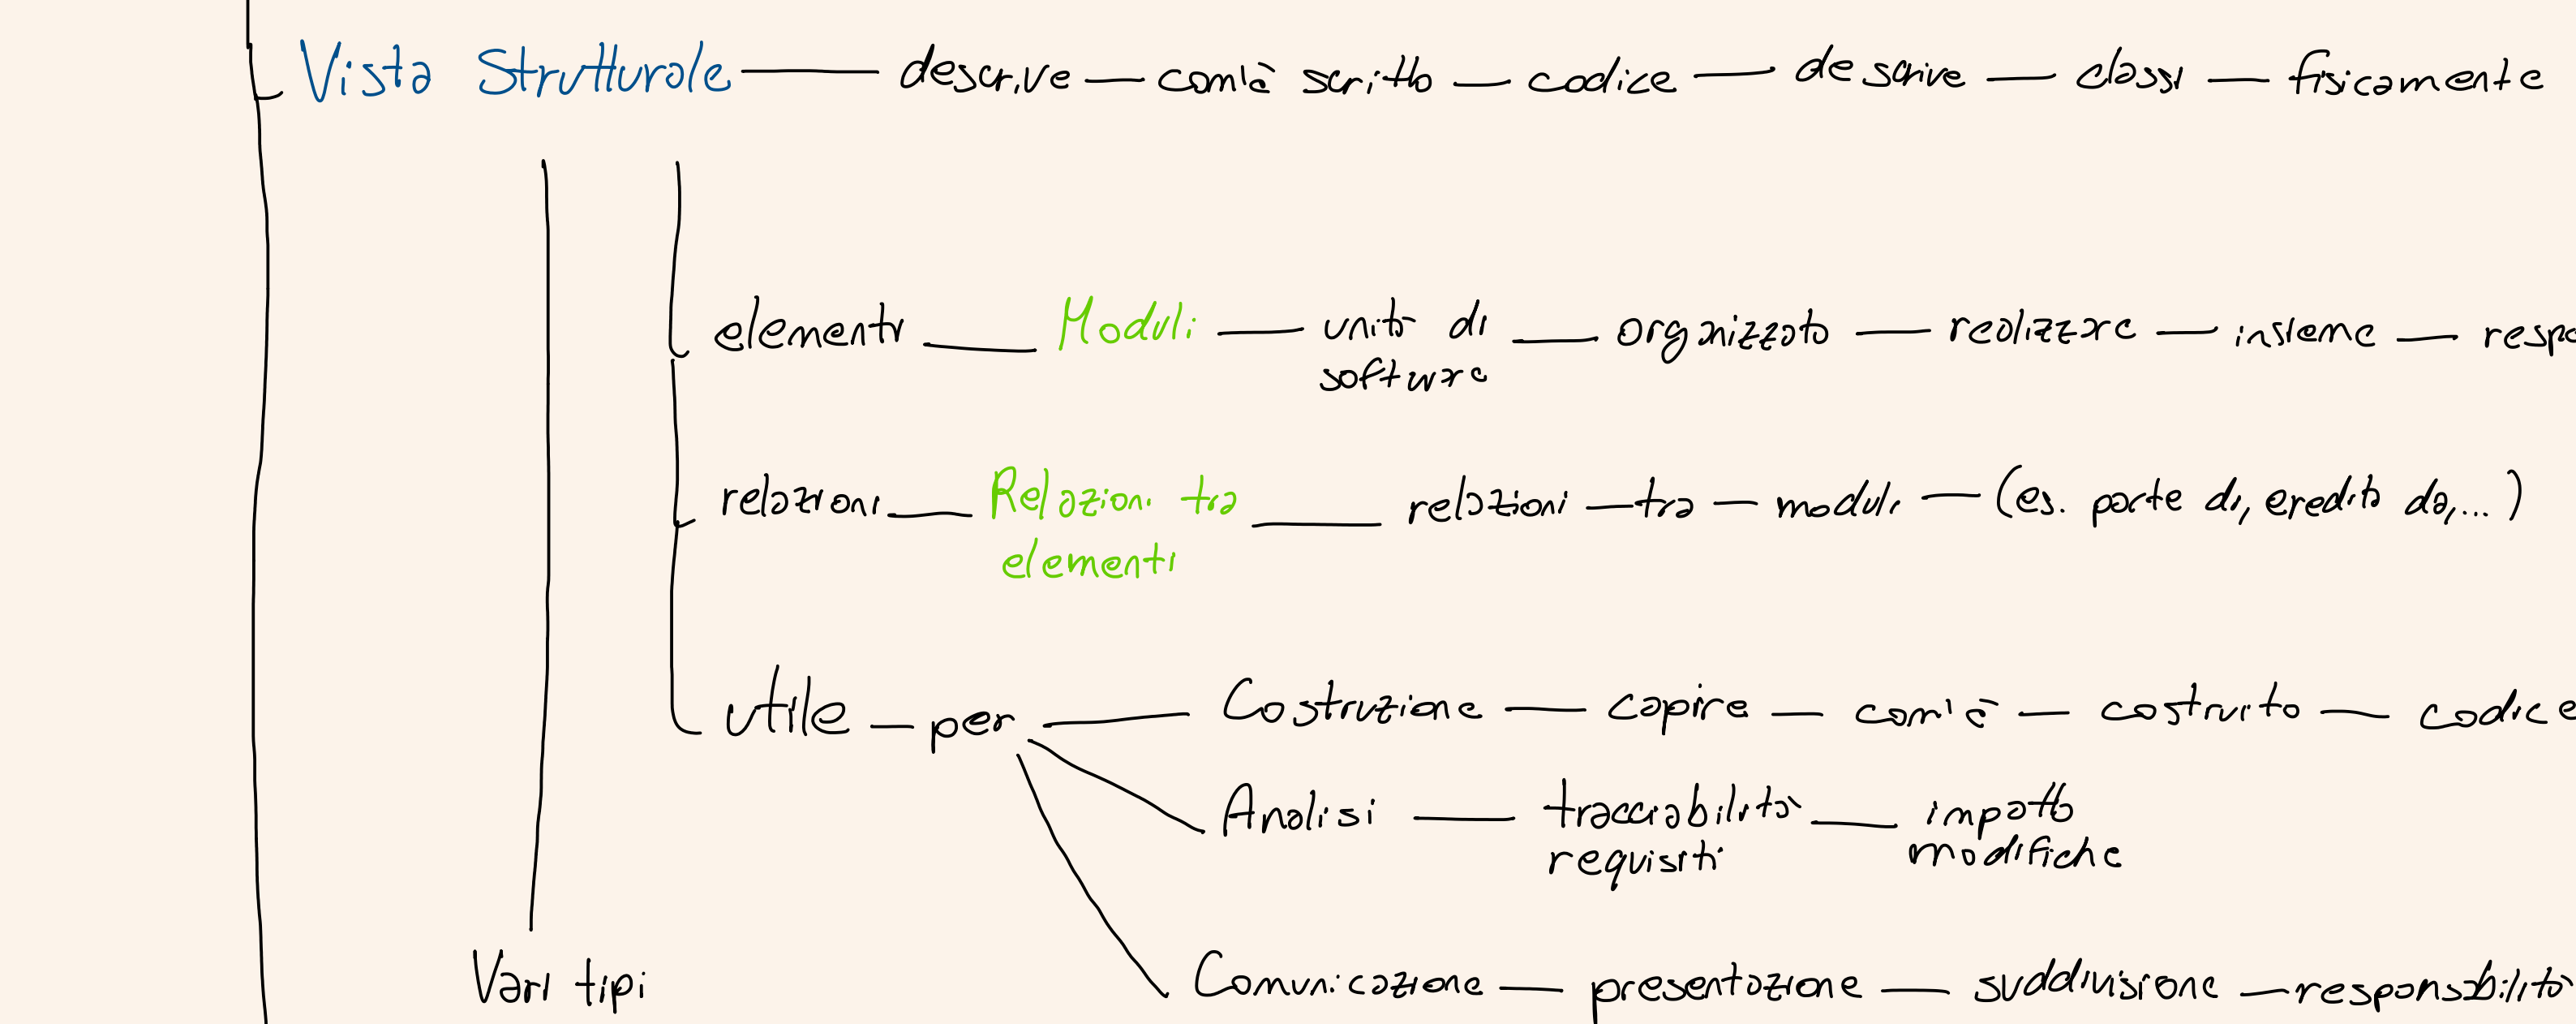 Vista Strutturale — descrive — com'è scritto — codice — descrive — classi — fisicamente
elementi — Moduli — unità di software — organizzato — realizzare — insieme — respo
relazioni — Relazioni tra elementi — relazioni — tra — moduli — (es. parte di, eredita da,...)
utile — per — Costruzione — capire — com'è — costruito — codice
Analisi — tracciabilità requisiti — impatto modifiche
Vari tipi
Comunicazione — presentazione — suddivisione — responsabilità